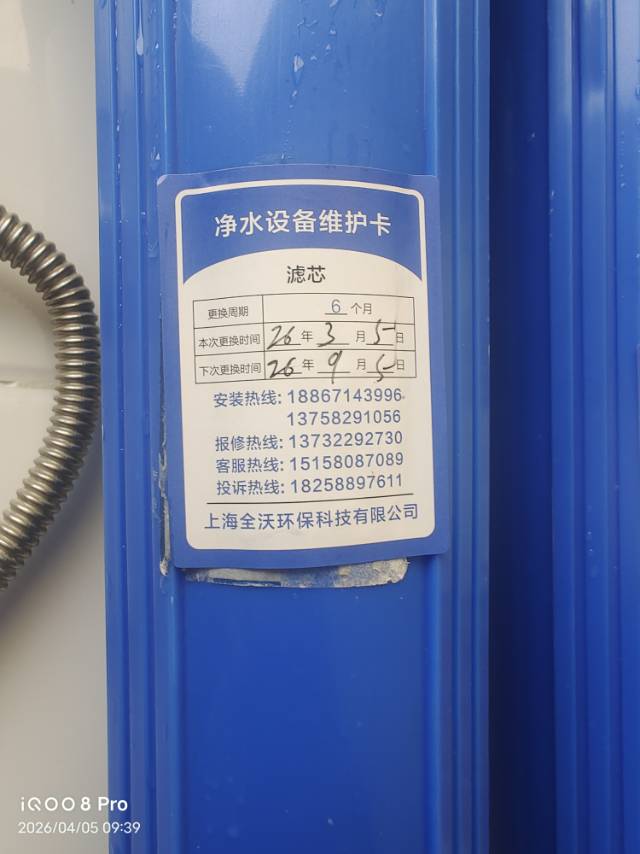 净水设备维护卡
滤芯
更换周期 6 个月
本次更换时间 26 年 3 月 5 日
下次更换时间 26 年 9 月 5 日
安装热线: 18867143996
13758291056
报修热线: 13732292730
客服热线: 15158087089
投诉热线: 18258897611
上海全沃环保科技有限公司
iQOO 8 Pro
2026/04/05 09:39